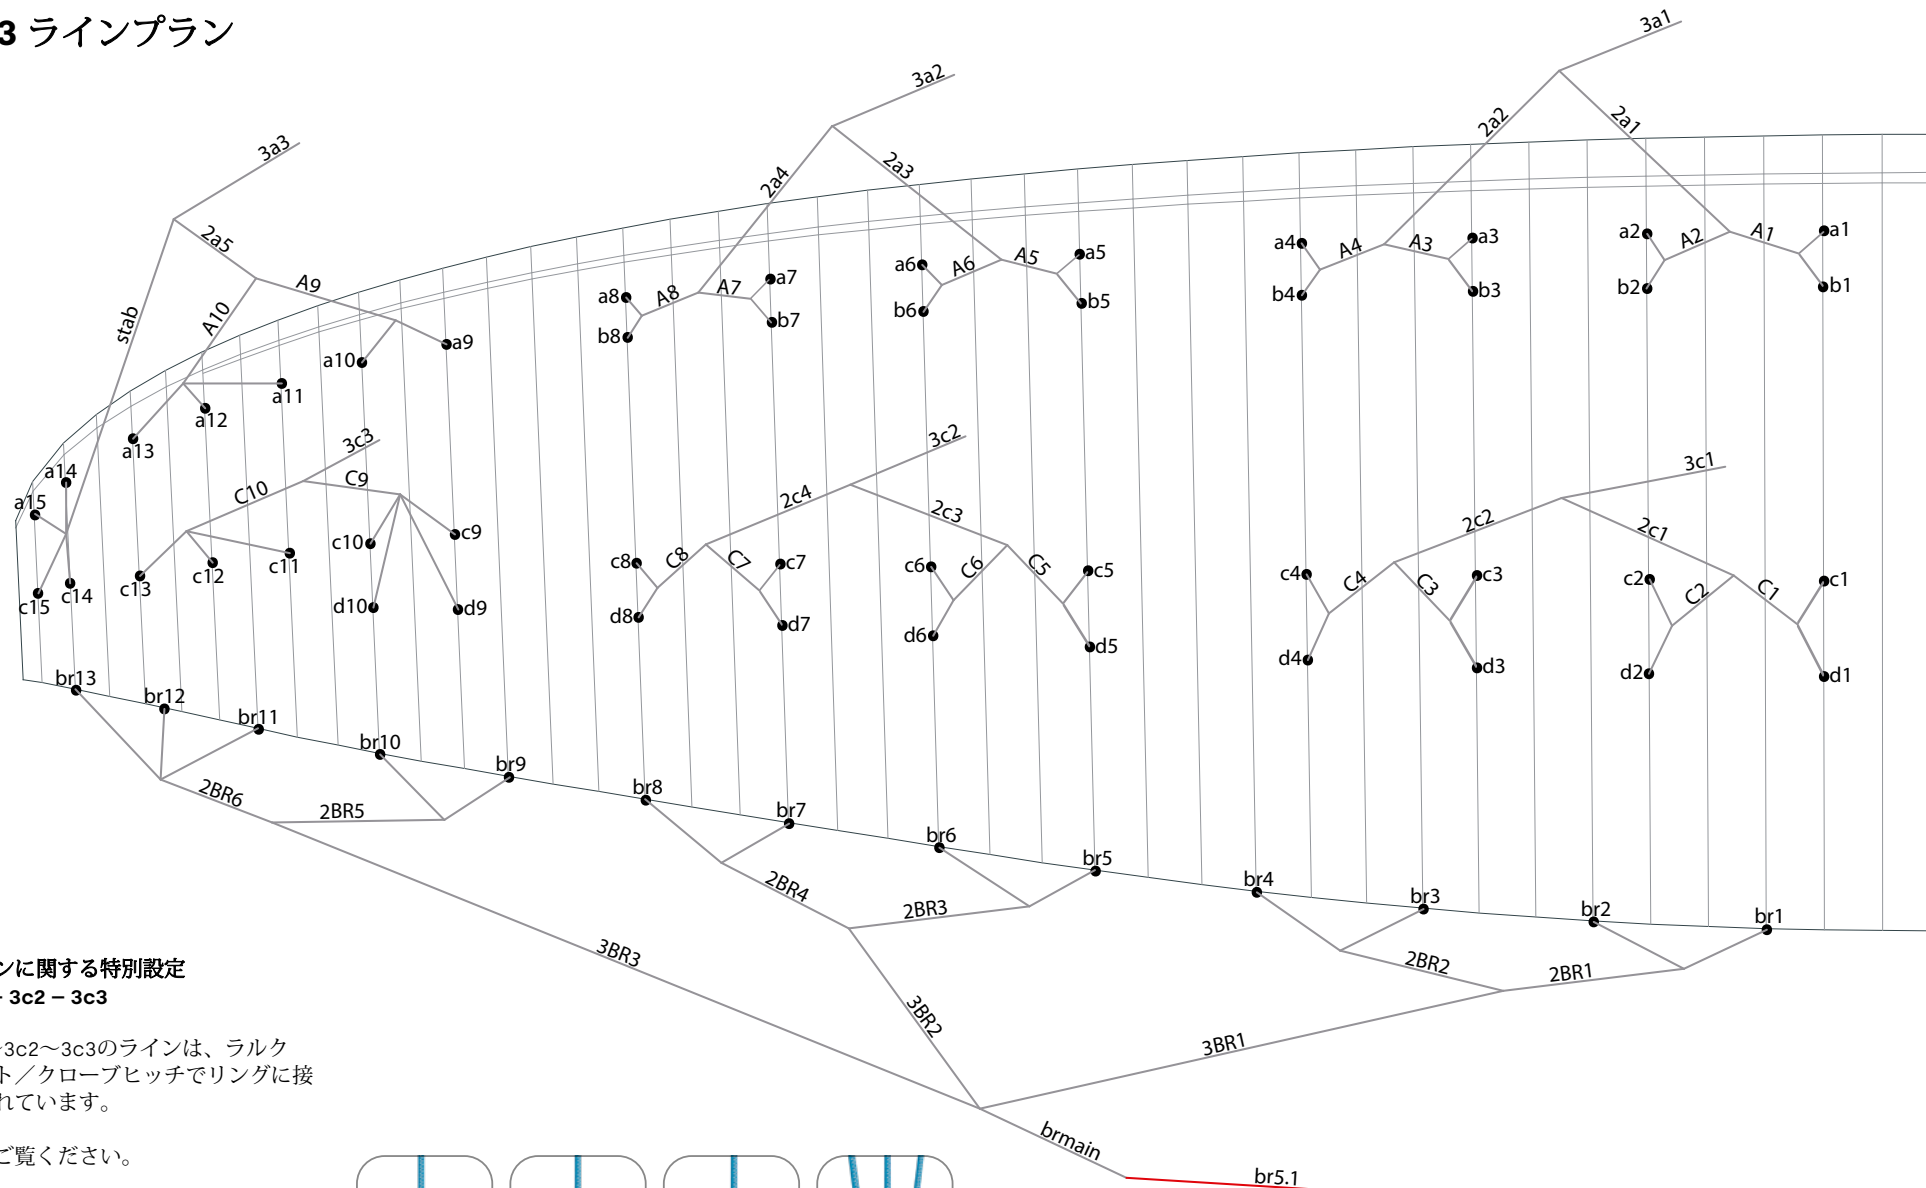 3 ラインプラン
3a1
3a2
2a2
2a1
3a3
2a4
2a3
2a5
stab
A10
A9
a4
A4
A3
a3
a2
A2
A1
a1
b4
b3
b2
b1
a8
A8
A7
a7
a6
A6
A5
a5
b8
b7
b6
b5
a10
a9
a11
a12
a13
a14
a15
3c3
3c2
3c1
C10
C9
2c4
2c3
2c2
2c1
c15
c14
c13
c12
c11
c10
c9
d10
d9
c8
C8
C7
c7
c6
C6
C5
c5
c4
C4
C3
c3
c2
C2
C1
c1
d8
d7
d6
d5
d4
d3
d2
d1
br13
br12
br11
br10
br9
br8
br7
br6
br5
br4
br3
br2
br1
2BR6
2BR5
2BR4
2BR3
2BR2
2BR1
3BR3
3BR2
3BR1
brmain
br5.1
ンに関する特別設定
- 3c2 – 3c3
~3c2〜3c3のラインは、ラルク
ト／クローブヒッチでリングに接
れています。
ご覧ください。